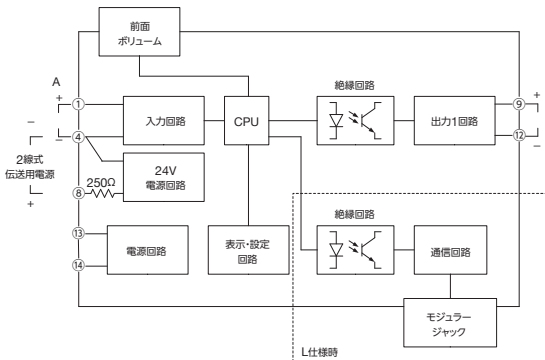 前面
ボリューム
A
+
①
入力回路
CPU
絶縁回路
出力1回路
⑨
+
⑫
−
−
−
④
2線式
伝送用電源
24V
電源回路
250Ω
⑧
+
⑬
電源回路
⑭
表示・設定
回路
絶縁回路
通信回路
モジュラー
ジャック
L仕様時